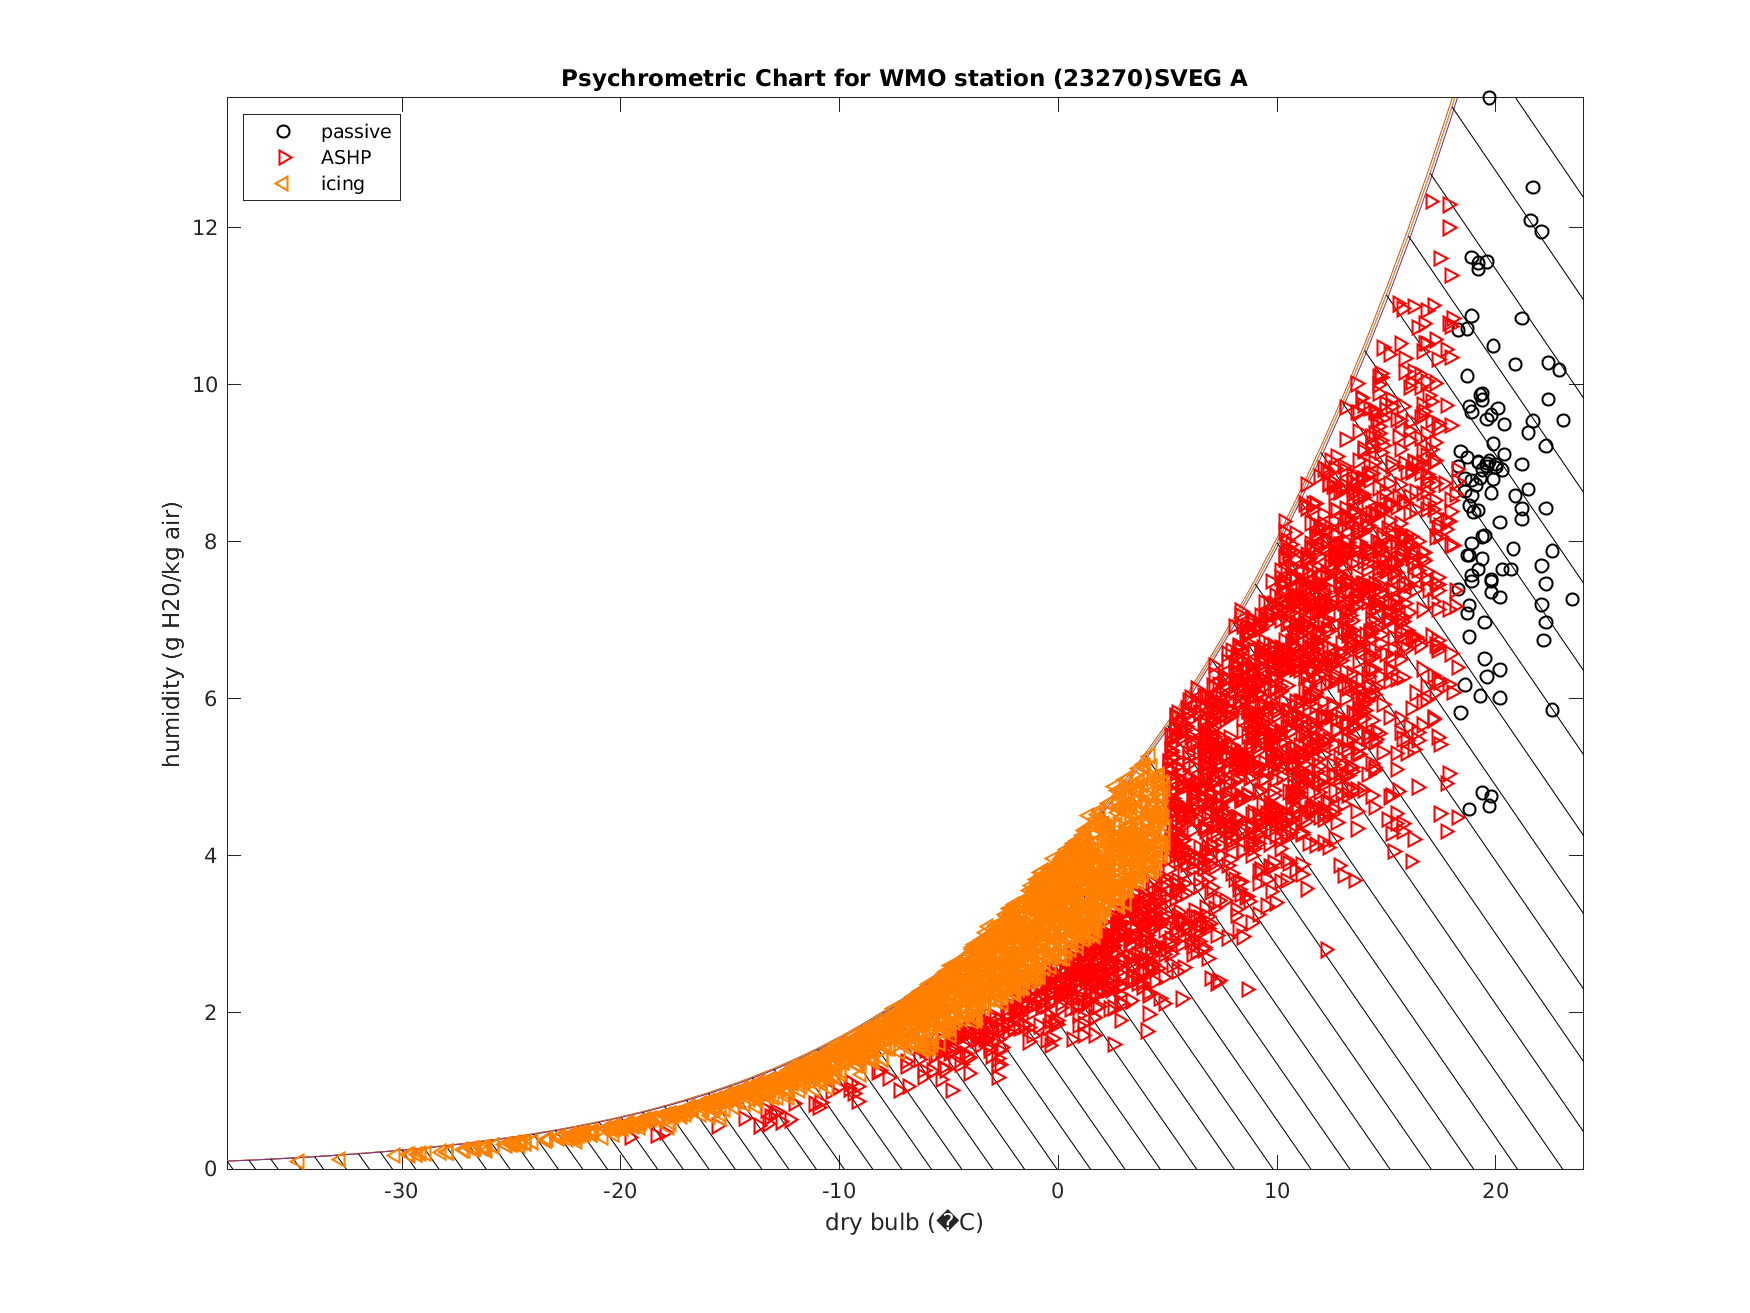 Psychrometric Chart for WMO station (23270)SVEG A
passive
ASHP
icing
humidity (g H20/kg air)
12
10
8
6
4
2
0
-30
-20
-10
0
10
20
dry bulb (�C)